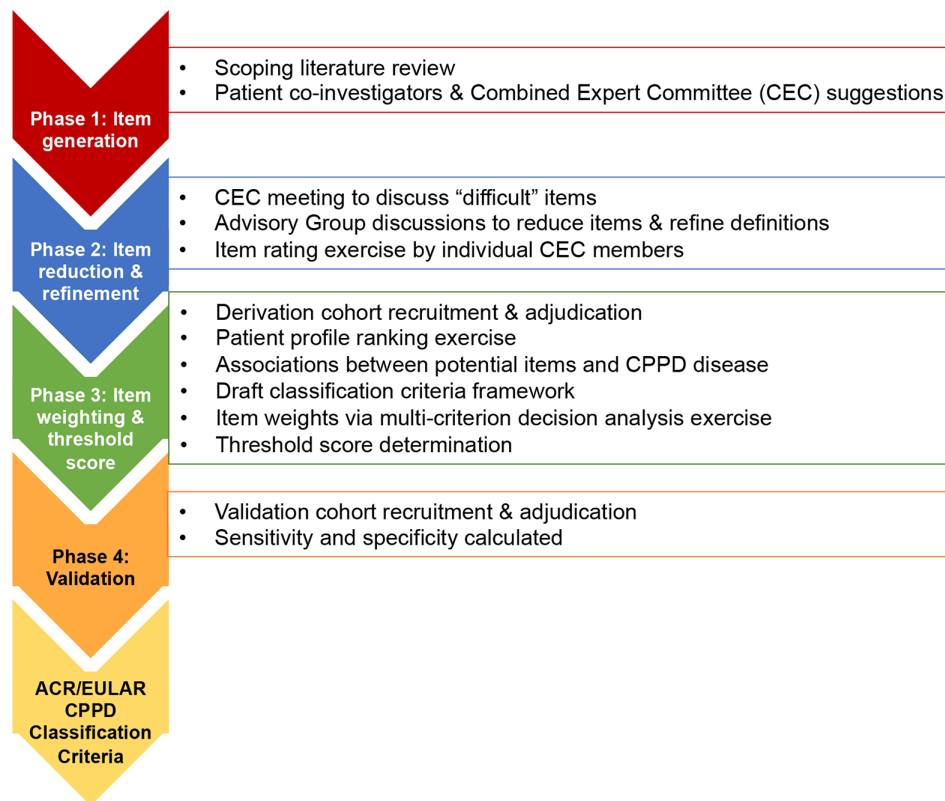 Phase 1: Item
generation
• Scoping literature review
• Patient co-investigators & Combined Expert Committee (CEC) suggestions
Phase 2: Item
reduction &
refinement
• CEC meeting to discuss “difficult” items
• Advisory Group discussions to reduce items & refine definitions
• Item rating exercise by individual CEC members
Phase 3: Item
weighting &
threshold
score
• Derivation cohort recruitment & adjudication
• Patient profile ranking exercise
• Associations between potential items and CPPD disease
• Draft classification criteria framework
• Item weights via multi-criterion decision analysis exercise
• Threshold score determination
Phase 4:
Validation
• Validation cohort recruitment & adjudication
• Sensitivity and specificity calculated
ACR/EULAR
CPPD
Classification
Criteria